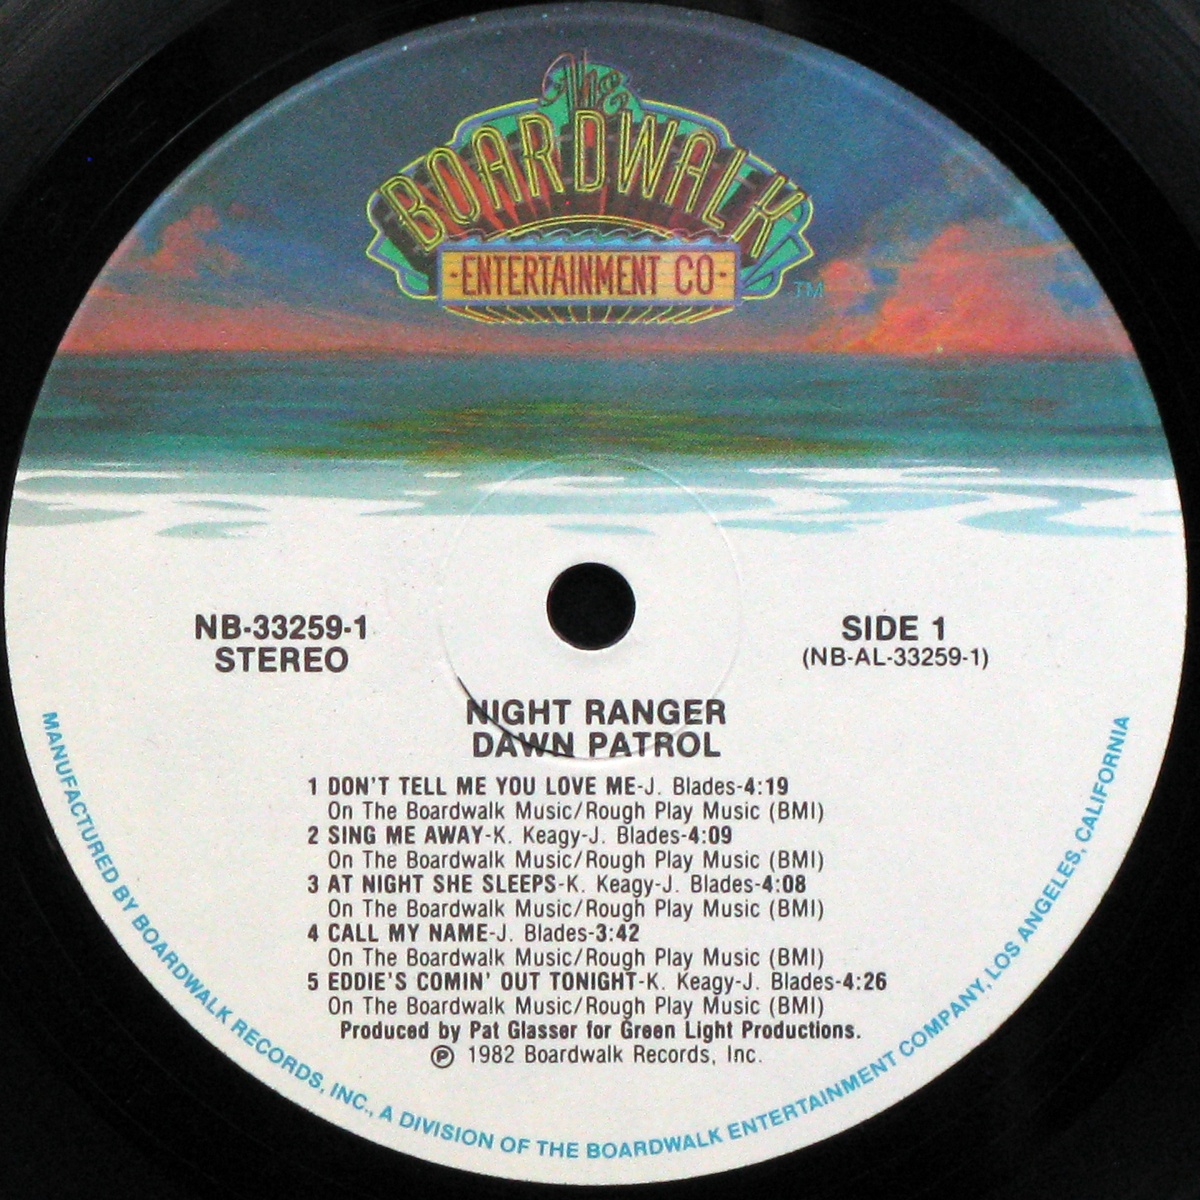 The
BOARDWALK
-ENTERTAINMENT CO-
TM
NB-33259-1
STEREO
SIDE 1
(NB-AL-33259-1)
NIGHT RANGER
DAWN PATROL
1 DON'T TELL ME YOU LOVE ME-J. Blades-4:19
On The Boardwalk Music/Rough Play Music (BMI)
2 SING ME AWAY-K. Keagy-J. Blades-4:09
On The Boardwalk Music/Rough Play Music (BMI)
3 AT NIGHT SHE SLEEPS-K. Keagy-J. Blades-4:08
On The Boardwalk Music/Rough Play Music (BMI)
4 CALL MY NAME-J. Blades-3:42
On The Boardwalk Music/Rough Play Music (BMI)
5 EDDIE'S COMIN' OUT TONIGHT-K. Keagy-J. Blades-4:26
On The Boardwalk Music/Rough Play Music (BMI)
Produced by Pat Glasser for Green Light Productions.
℗ 1982 Boardwalk Records, Inc.
MANUFACTURED BY BOARDWALK RECORDS, INC., A DIVISION OF THE BOARDWALK ENTERTAINMENT COMPANY, LOS ANGELES, CALIFORNIA